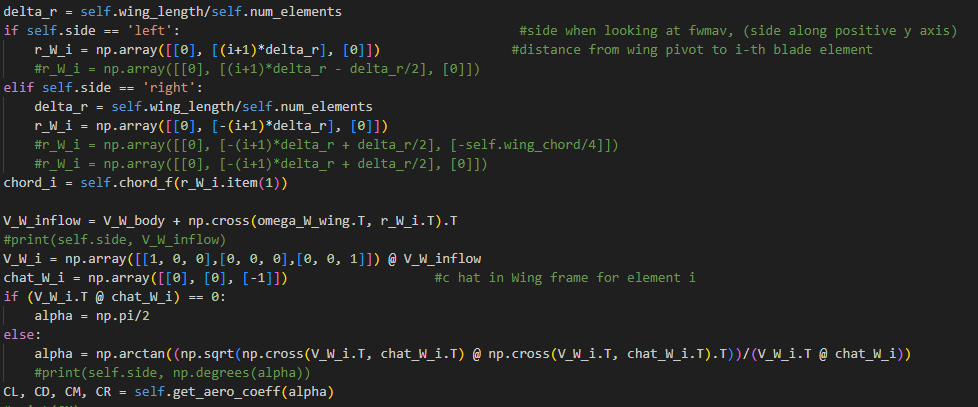 delta_r = self.wing_length/self.num_elements
if self.side == 'left':                                                 #side when looking at fwmav, (side along positive y axis)
    r_W_i = np.array([[0], [(i+1)*delta_r], [0]])                #distance from wing pivot to i-th blade element
    #r_W_i = np.array([[0], [(i+1)*delta_r - delta_r/2], [0]])
elif self.side == 'right':
    delta_r = self.wing_length/self.num_elements
    r_W_i = np.array([[0], [-(i+1)*delta_r], [0]])
    #r_W_i = np.array([[0], [-(i+1)*delta_r + delta_r/2], [-self.wing_chord/4]])
    #r_W_i = np.array([[0], [-(i+1)*delta_r + delta_r/2], [0]])
chord_i = self.chord_f(r_W_i.item(1))

V_W_inflow = V_W_body + np.cross(omega_W_wing.T, r_W_i.T).T
#print(self.side, V_W_inflow)
V_W_i = np.array([[1, 0, 0],[0, 0, 0],[0, 0, 1]]) @ V_W_inflow
chat_W_i = np.array([[0], [0], [-1]])                  #c hat in Wing frame for element i
if (V_W_i.T @ chat_W_i) == 0:
    alpha = np.pi/2
else:
    alpha = np.arctan((np.sqrt(np.cross(V_W_i.T, chat_W_i.T) @ np.cross(V_W_i.T, chat_W_i.T).T))/(V_W_i.T @ chat_W_i))
    #print(self.side, np.degrees(alpha))
CL, CD, CM, CR = self.get_aero_coeff(alpha)